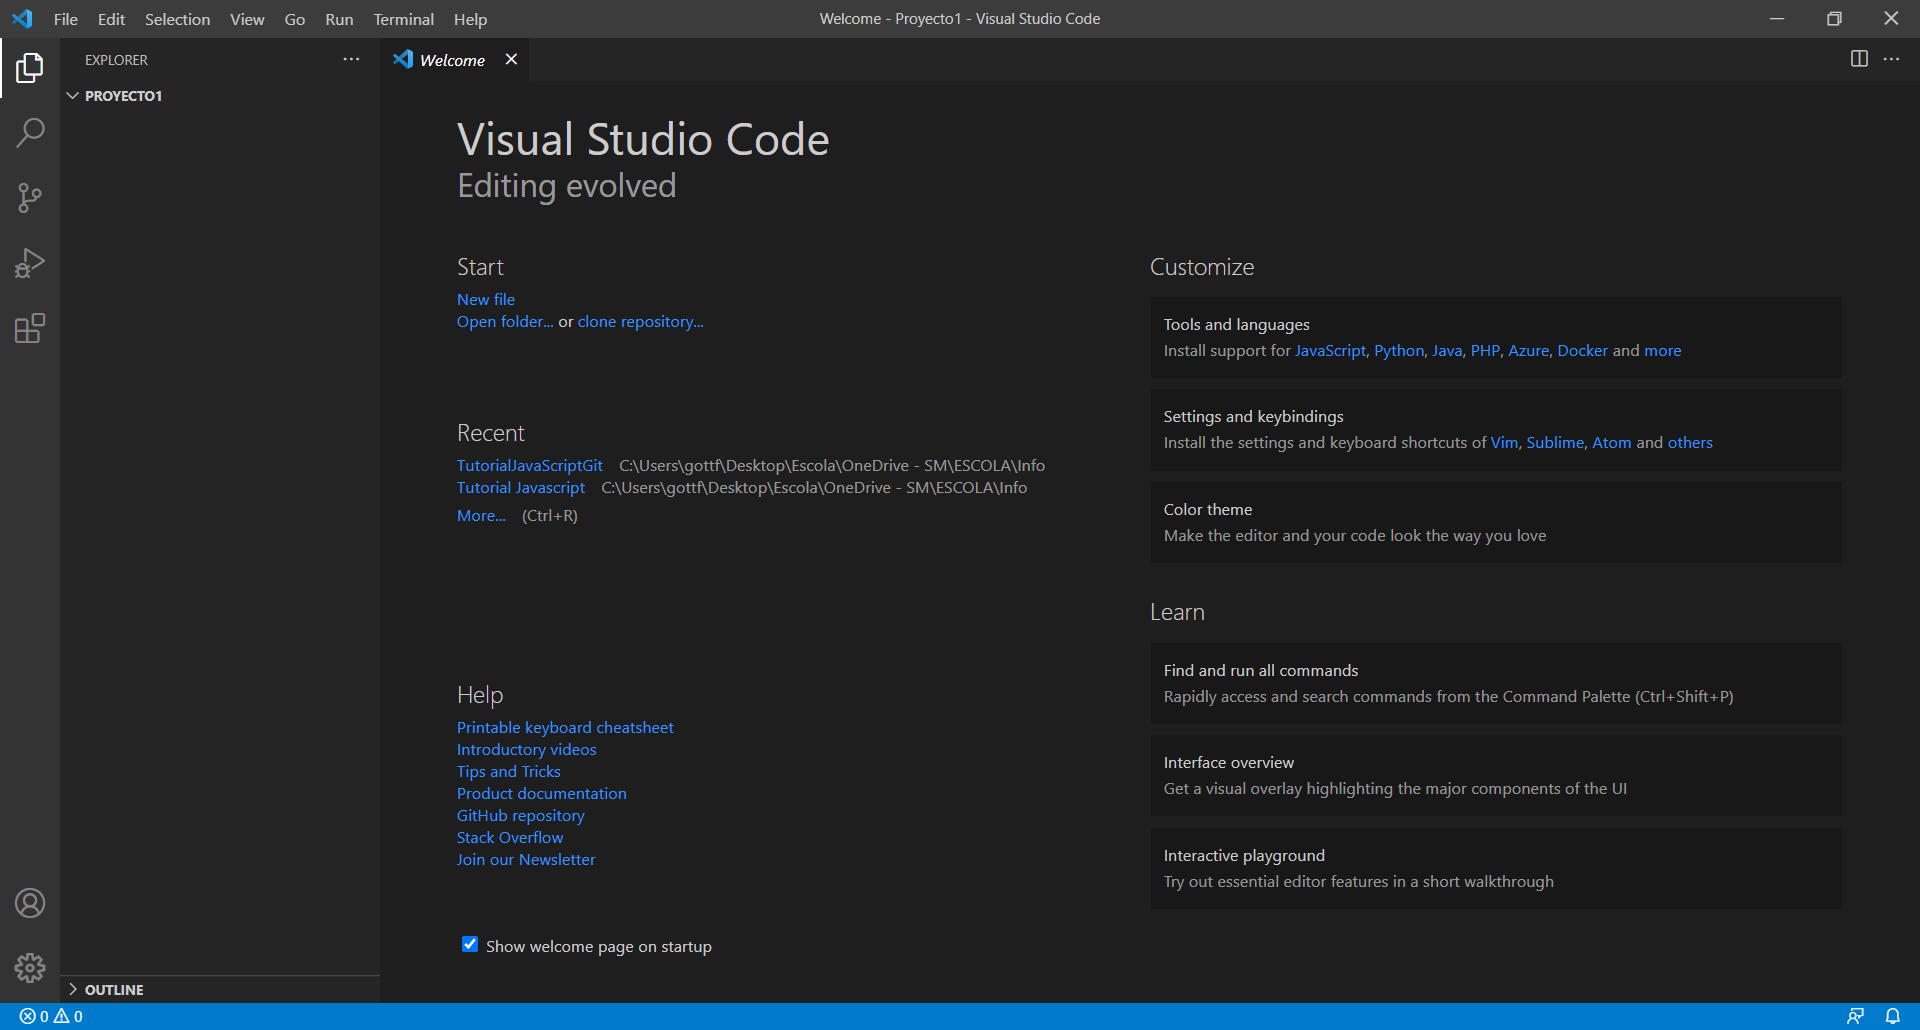 File Edit Selection View Go Run Terminal Help
Welcome - Proyecto1 - Visual Studio Code
EXPLORER
PROYECTO1
OUTLINE
Welcome
Visual Studio Code
Editing evolved
Start
New file
Open folder... or clone repository...
Recent
TutorialJavaScriptGit C:\Users\gottf\Desktop\Escola\OneDrive - SM\ESCOLA\Info
Tutorial Javascript C:\Users\gottf\Desktop\Escola\OneDrive - SM\ESCOLA\Info
More... (Ctrl+R)
Help
Printable keyboard cheatsheet
Introductory videos
Tips and Tricks
Product documentation
GitHub repository
Stack Overflow
Join our Newsletter
Show welcome page on startup
Customize
Tools and languages
Install support for JavaScript, Python, Java, PHP, Azure, Docker and more
Settings and keybindings
Install the settings and keyboard shortcuts of Vim, Sublime, Atom and others
Color theme
Make the editor and your code look the way you love
Learn
Find and run all commands
Rapidly access and search commands from the Command Palette (Ctrl+Shift+P)
Interface overview
Get a visual overlay highlighting the major components of the UI
Interactive playground
Try out essential editor features in a short walkthrough
0 0